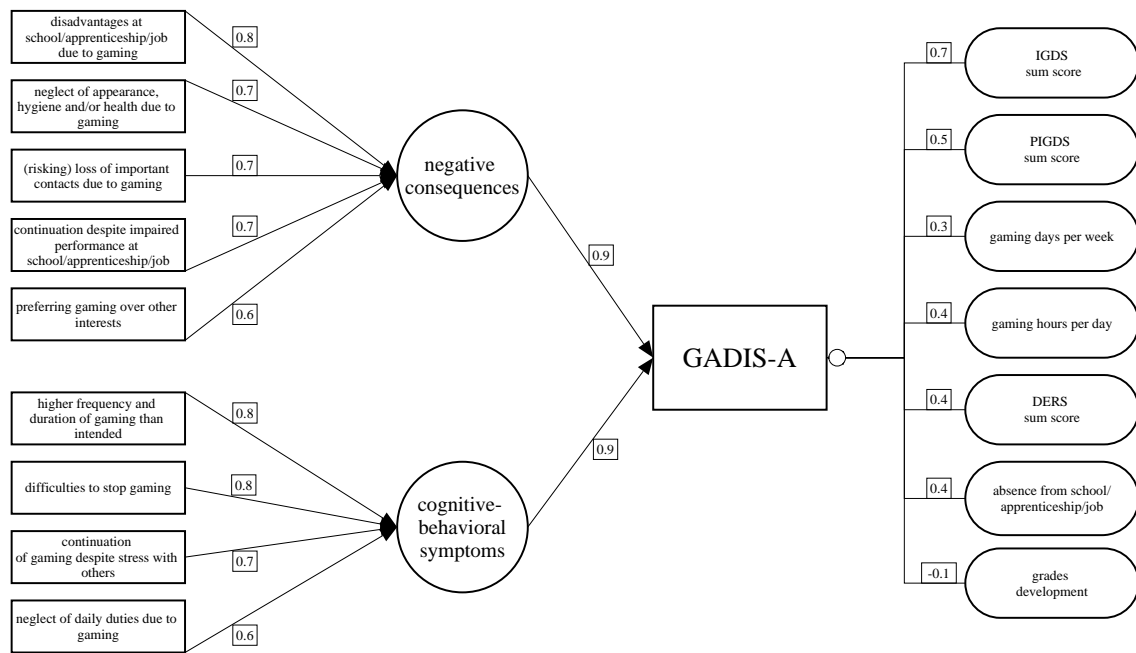 disadvantages at
school/apprenticeship/job
due to gaming
0.8
neglect of appearance,
hygiene and/or health due to
gaming
0.7
(risking) loss of important
contacts due to gaming
0.7
continuation despite impaired
performance at
school/apprenticeship/job
0.7
preferring gaming over other
interests
0.6
negative
consequences
0.9
higher frequency and
duration of gaming than
intended
0.8
difficulties to stop gaming
0.8
continuation
of gaming despite stress with
others
0.7
neglect of daily duties due to
gaming
0.6
cognitive-
behavioral
symptoms
0.9
GADIS-A
0.7
IGDS
sum score
0.5
PIGDS
sum score
0.3
gaming days per week
0.4
gaming hours per day
0.4
DERS
sum score
0.4
absence from school/
apprenticeship/job
-0.1
grades
development